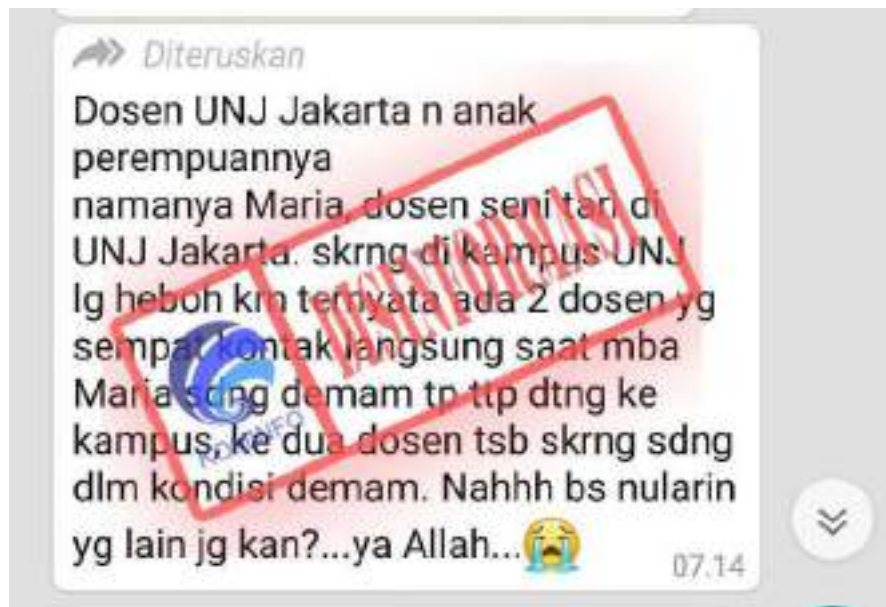 Diteruskan
Dosen UNJ Jakarta n anak
perempuannya
namanya Maria, dosen seni tari di
UNJ Jakarta. skrng di kampus UNJ
lg heboh krn ternyata ada 2 dosen yg
sempat kontak langsung saat mba
Maria sdng demam tp ttp dtng ke
kampus, ke dua dosen tsb skrng sdng
dlm kondisi demam. Nahhh bs nularin
yg lain jg kan?...ya Allah...😭
07.14
DISINFORMASI
KOMINFO